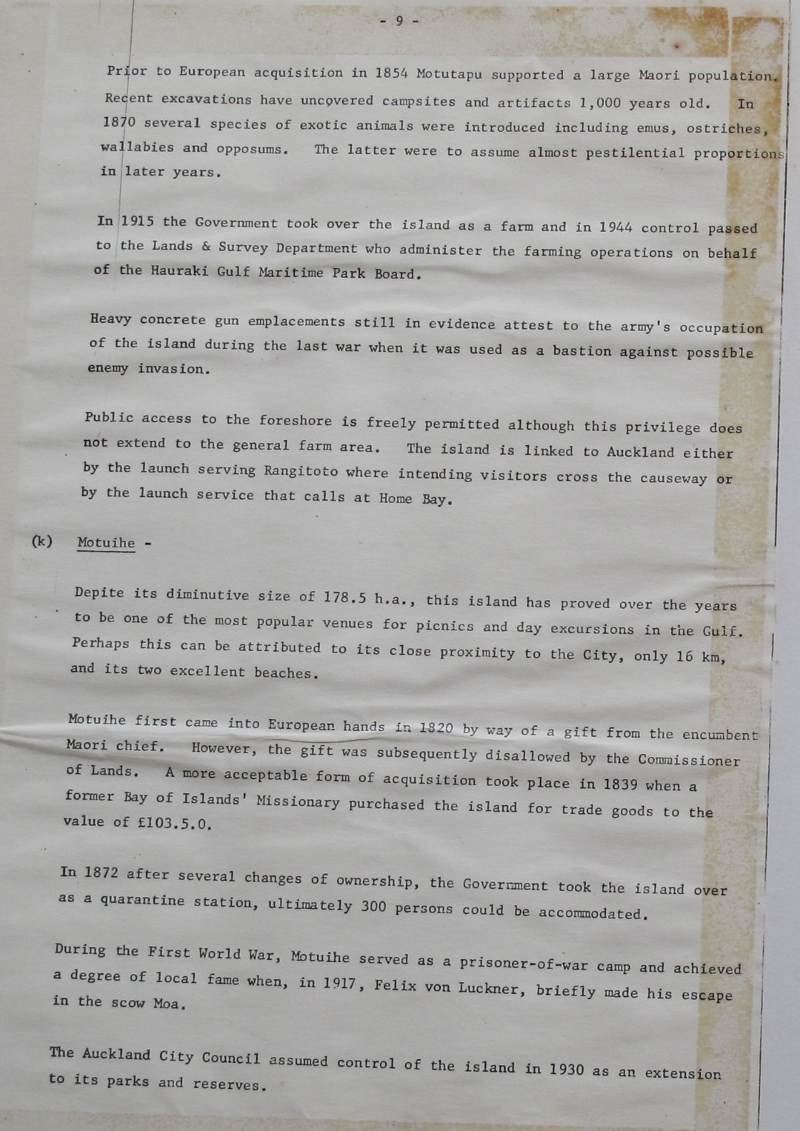 - 9 -
Prior to European acquisition in 1854 Motutapu supported a large Maori population.
Recent excavations have uncovered campsites and artifacts 1,000 years old. In
1870 several species of exotic animals were introduced including emus, ostriches,
wallabies and opposums. The latter were to assume almost pestilential proportions
in later years.
In 1915 the Government took over the island as a farm and in 1944 control passed
to the Lands & Survey Department who administer the farming operations on behalf
of the Hauraki Gulf Maritime Park Board.
Heavy concrete gun emplacements still in evidence attest to the army's occupation
of the island during the last war when it was used as a bastion against possible
enemy invasion.
Public access to the foreshore is freely permitted although this privilege does
not extend to the general farm area. The island is linked to Auckland either
by the launch serving Rangitoto where intending visitors cross the causeway or
by the launch service that calls at Home Bay.
(k) Motuihe -
Depite its diminutive size of 178.5 h.a., this island has proved over the years
to be one of the most popular venues for picnics and day excursions in the Gulf.
Perhaps this can be attributed to its close proximity to the City, only 16 km,
and its two excellent beaches.
Motuihe first came into European hands in 1820 by way of a gift from the encumbent
Maori chief. However, the gift was subsequently disallowed by the Commissioner
of Lands. A more acceptable form of acquisition took place in 1839 when a
former Bay of Islands' Missionary purchased the island for trade goods to the
value of £103.5.0.
In 1872 after several changes of ownership, the Government took the island over
as a quarantine station, ultimately 300 persons could be accommodated.
During the First World War, Motuihe served as a prisoner-of-war camp and achieved
a degree of local fame when, in 1917, Felix von Luckner, briefly made his escape
in the scow Moa.
The Auckland City Council assumed control of the island in 1930 as an extension
to its parks and reserves.